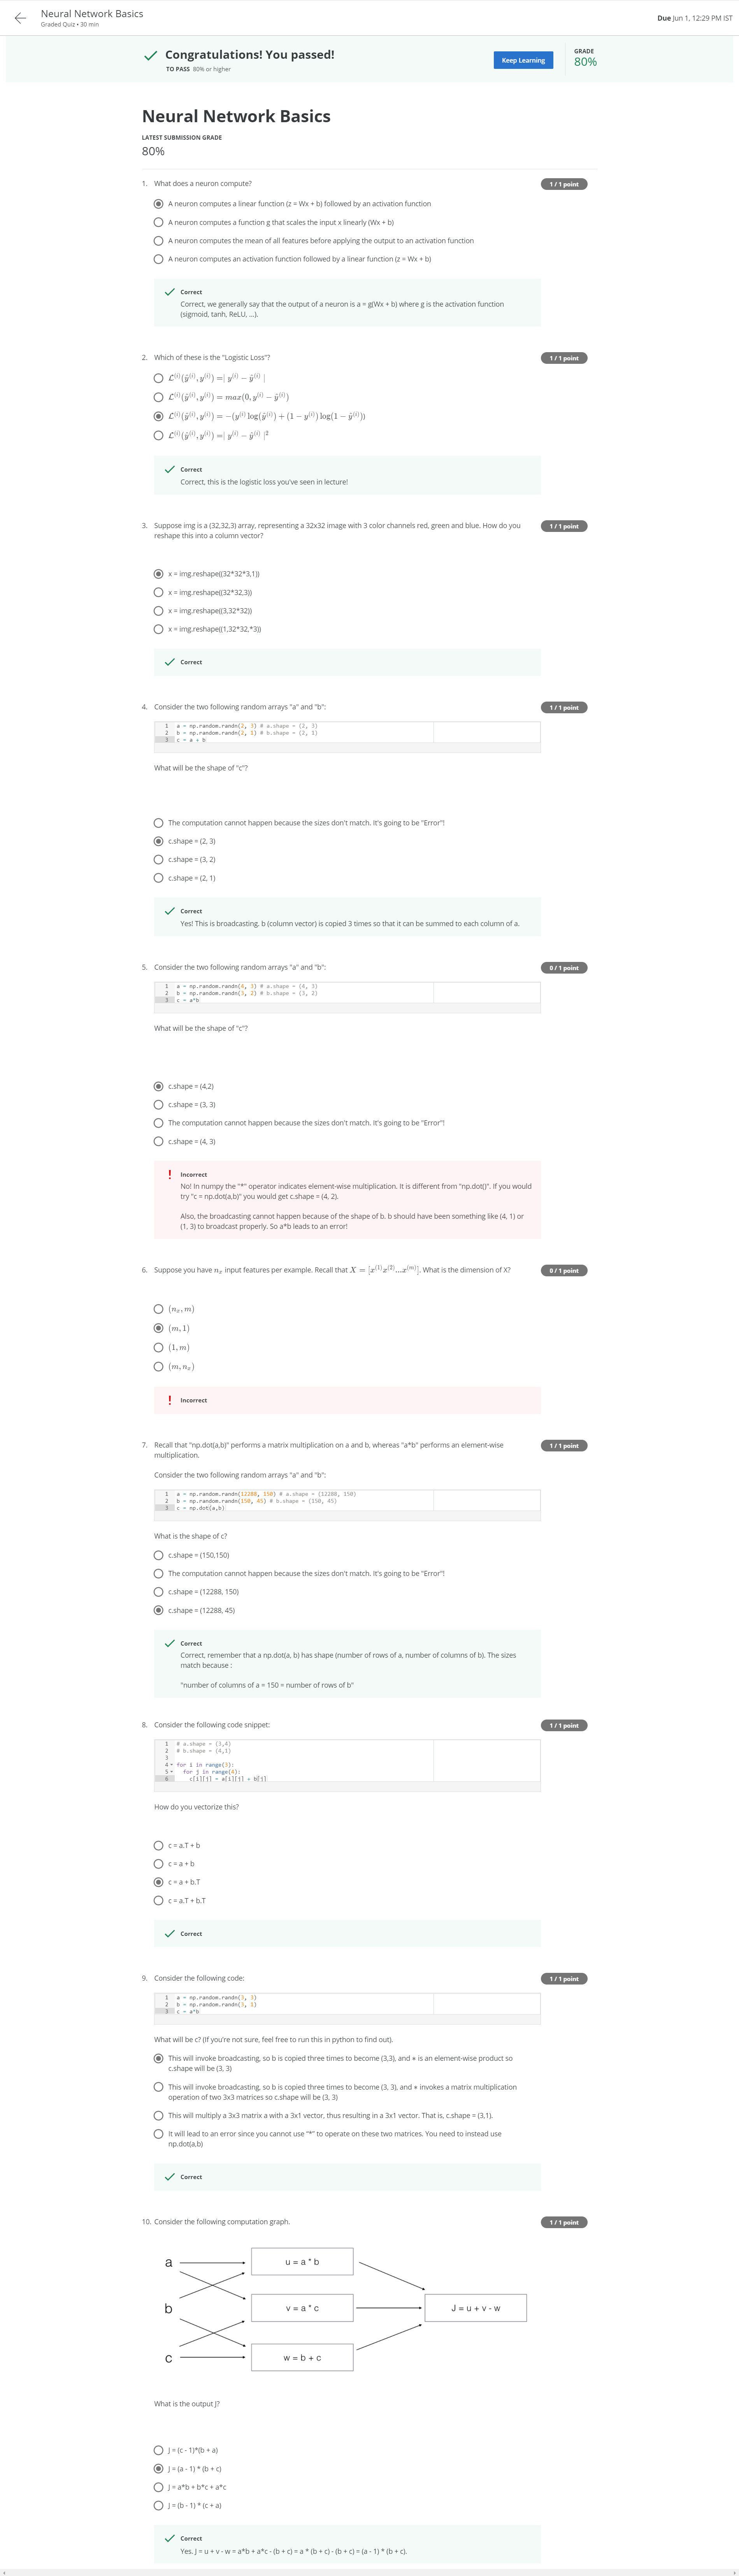 Neural Network Basics
Graded Quiz • 30 min
Due Jun 1, 12:29 PM IST
Congratulations! You passed!
TO PASS 80% or higher
Keep Learning
GRADE
80%
Neural Network Basics
LATEST SUBMISSION GRADE
80%
1. What does a neuron compute?
1 / 1 point
A neuron computes a linear function (z = Wx + b) followed by an activation function
A neuron computes a function g that scales the input x linearly (Wx + b)
A neuron computes the mean of all features before applying the output to an activation function
A neuron computes an activation function followed by a linear function (z = Wx + b)
Correct
Correct, we generally say that the output of a neuron is a = g(Wx + b) where g is the activation function
(sigmoid, tanh, ReLU, ...).
2. Which of these is the "Logistic Loss"?
1 / 1 point
ℒ⁽ⁱ⁾(ŷ⁽ⁱ⁾, y⁽ⁱ⁾) =| y⁽ⁱ⁾ − ŷ⁽ⁱ⁾ |
ℒ⁽ⁱ⁾(ŷ⁽ⁱ⁾, y⁽ⁱ⁾) = max(0, y⁽ⁱ⁾ − ŷ⁽ⁱ⁾)
ℒ⁽ⁱ⁾(ŷ⁽ⁱ⁾, y⁽ⁱ⁾) = −(y⁽ⁱ⁾ log(ŷ⁽ⁱ⁾) + (1 − y⁽ⁱ⁾) log(1 − ŷ⁽ⁱ⁾))
ℒ⁽ⁱ⁾(ŷ⁽ⁱ⁾, y⁽ⁱ⁾) =| y⁽ⁱ⁾ − ŷ⁽ⁱ⁾ |²
Correct
Correct, this is the logistic loss you've seen in lecture!
3. Suppose img is a (32,32,3) array, representing a 32x32 image with 3 color channels red, green and blue. How do you
reshape this into a column vector?
1 / 1 point
x = img.reshape((32*32*3,1))
x = img.reshape((32*32,3))
x = img.reshape((3,32*32))
x = img.reshape((1,32*32,*3))
Correct
4. Consider the two following random arrays "a" and "b":
1 / 1 point
1 a = np.random.randn(2, 3) # a.shape = (2, 3)
2 b = np.random.randn(2, 1) # b.shape = (2, 1)
3 c = a + b
What will be the shape of "c"?
The computation cannot happen because the sizes don't match. It's going to be "Error"!
c.shape = (2, 3)
c.shape = (3, 2)
c.shape = (2, 1)
Correct
Yes! This is broadcasting. b (column vector) is copied 3 times so that it can be summed to each column of a.
5. Consider the two following random arrays "a" and "b":
0 / 1 point
1 a = np.random.randn(4, 3) # a.shape = (4, 3)
2 b = np.random.randn(3, 2) # b.shape = (3, 2)
3 c = a*b
What will be the shape of "c"?
c.shape = (4,2)
c.shape = (3, 3)
The computation cannot happen because the sizes don't match. It's going to be "Error"!
c.shape = (4, 3)
Incorrect
No! In numpy the "*" operator indicates element-wise multiplication. It is different from "np.dot()". If you would
try "c = np.dot(a,b)" you would get c.shape = (4, 2).
Also, the broadcasting cannot happen because of the shape of b. b should have been something like (4, 1) or
(1, 3) to broadcast properly. So a*b leads to an error!
6. Suppose you have nₓ input features per example. Recall that X = [x⁽¹⁾x⁽²⁾...x⁽ᵐ⁾]. What is the dimension of X?
0 / 1 point
(nₓ, m)
(m, 1)
(1, m)
(m, nₓ)
Incorrect
7. Recall that "np.dot(a,b)" performs a matrix multiplication on a and b, whereas "a*b" performs an element-wise
multiplication.
1 / 1 point
Consider the two following random arrays "a" and "b":
1 a = np.random.randn(12288, 150) # a.shape = (12288, 150)
2 b = np.random.randn(150, 45) # b.shape = (150, 45)
3 c = np.dot(a,b)
What is the shape of c?
c.shape = (150,150)
The computation cannot happen because the sizes don't match. It's going to be "Error"!
c.shape = (12288, 150)
c.shape = (12288, 45)
Correct
Correct, remember that a np.dot(a, b) has shape (number of rows of a, number of columns of b). The sizes
match because :
"number of columns of a = 150 = number of rows of b"
8. Consider the following code snippet:
1 / 1 point
1 # a.shape = (3,4)
2 # b.shape = (4,1)
3
4 for i in range(3):
5 for j in range(4):
6 c[i][j] = a[i][j] + b[j]
How do you vectorize this?
c = a.T + b
c = a + b
c = a + b.T
c = a.T + b.T
Correct
9. Consider the following code:
1 / 1 point
1 a = np.random.randn(3, 3)
2 b = np.random.randn(3, 1)
3 c = a*b
What will be c? (If you're not sure, feel free to run this in python to find out).
This will invoke broadcasting, so b is copied three times to become (3,3), and ∗ is an element-wise product so
c.shape will be (3, 3)
This will invoke broadcasting, so b is copied three times to become (3, 3), and ∗ invokes a matrix multiplication
operation of two 3x3 matrices so c.shape will be (3, 3)
This will multiply a 3x3 matrix a with a 3x1 vector, thus resulting in a 3x1 vector. That is, c.shape = (3,1).
It will lead to an error since you cannot use "*" to operate on these two matrices. You need to instead use
np.dot(a,b)
Correct
10. Consider the following computation graph.
1 / 1 point
a
u = a * b
b
v = a * c
J = u + v - w
c
w = b + c
What is the output J?
J = (c - 1)*(b + a)
J = (a - 1) * (b + c)
J = a*b + b*c + a*c
J = (b - 1) * (c + a)
Correct
Yes. J = u + v - w = a*b + a*c - (b + c) = a * (b + c) - (b + c) = (a - 1) * (b + c).